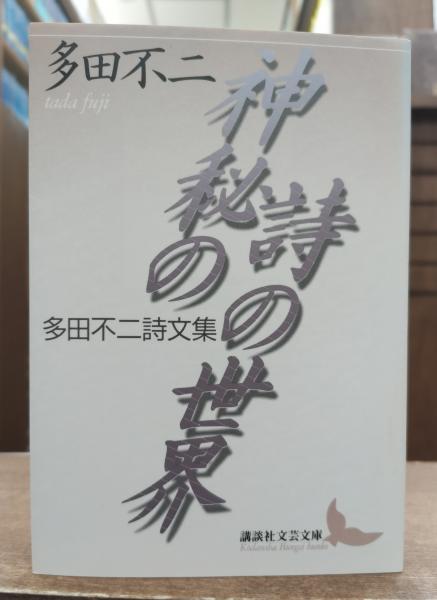 多田不二
tada fuji
神秘の
詩の世界
多田不二詩文集
講談社文芸文庫
Kodansha Bungei bunko